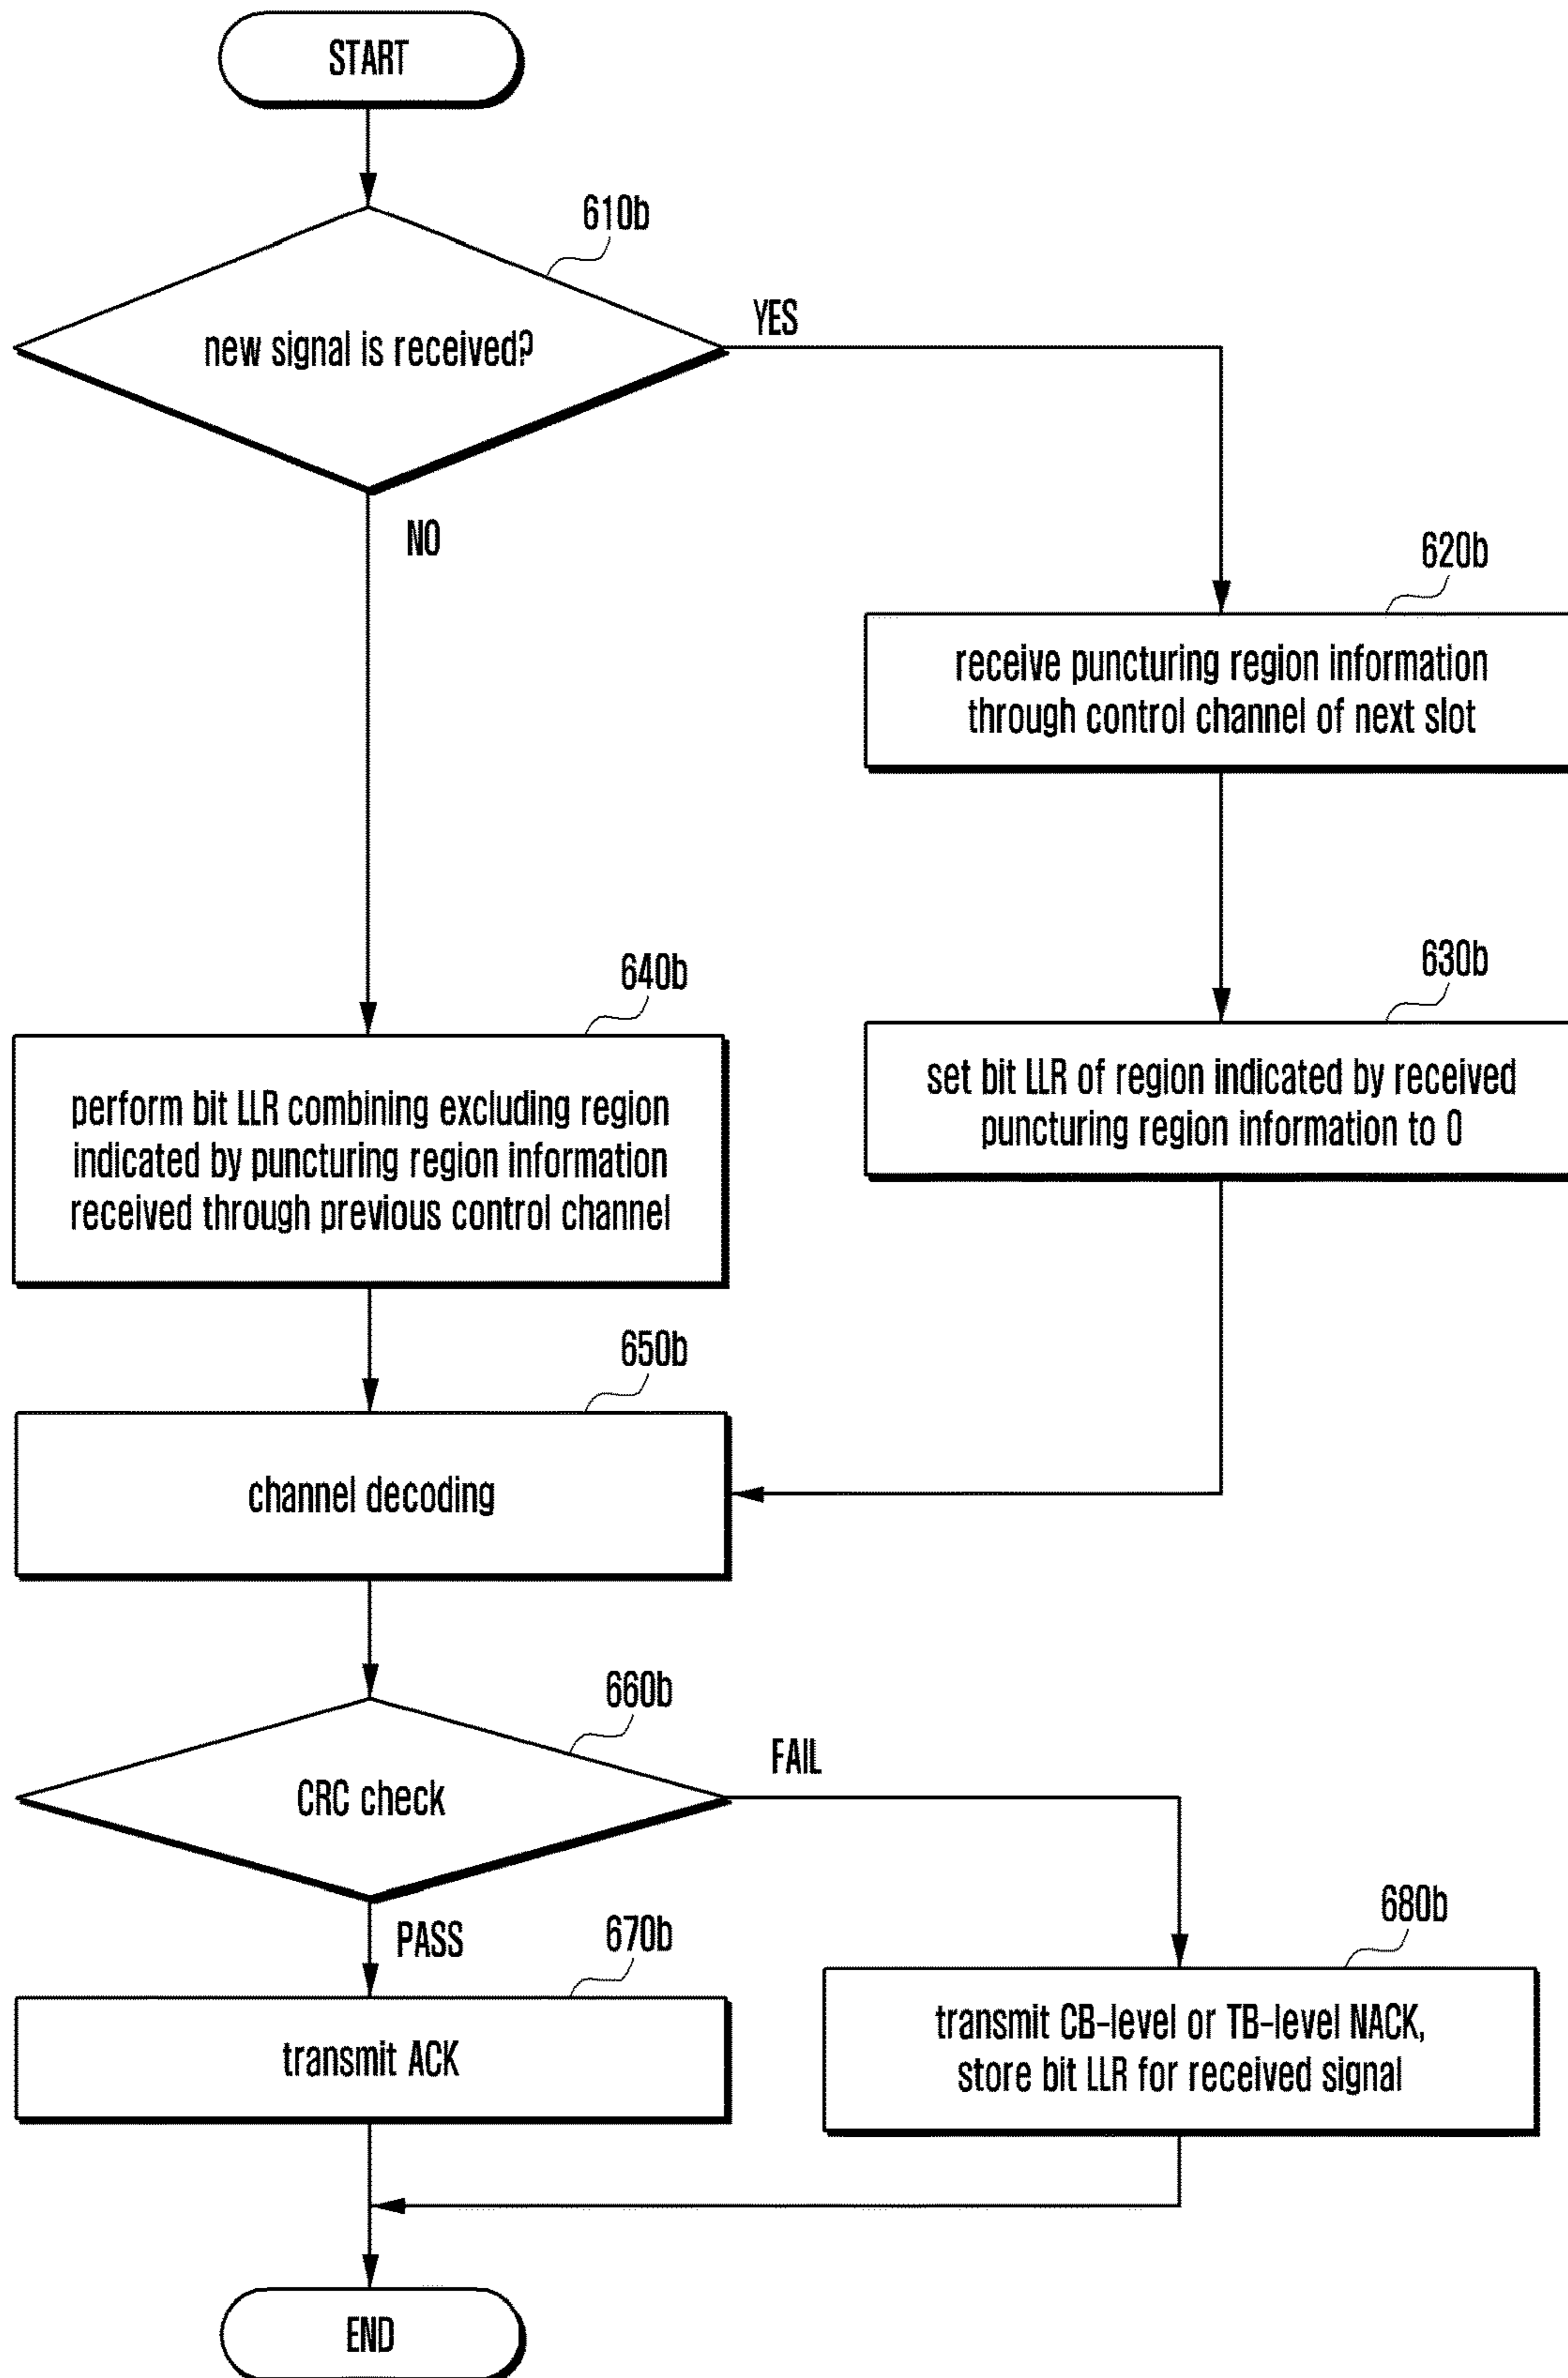 START
610b
new signal is received?
YES
NO
620b
receive puncturing region information
through control channel of next slot
630b
set bit LLR of region indicated by received
puncturing region information to 0
640b
perform bit LLR combining excluding region
indicated by puncturing region information
received through previous control channel
650b
channel decoding
660b
CRC check
FAIL
PASS
670b
transmit ACK
680b
transmit CB-level or TB-level NACK,
store bit LLR for received signal
END